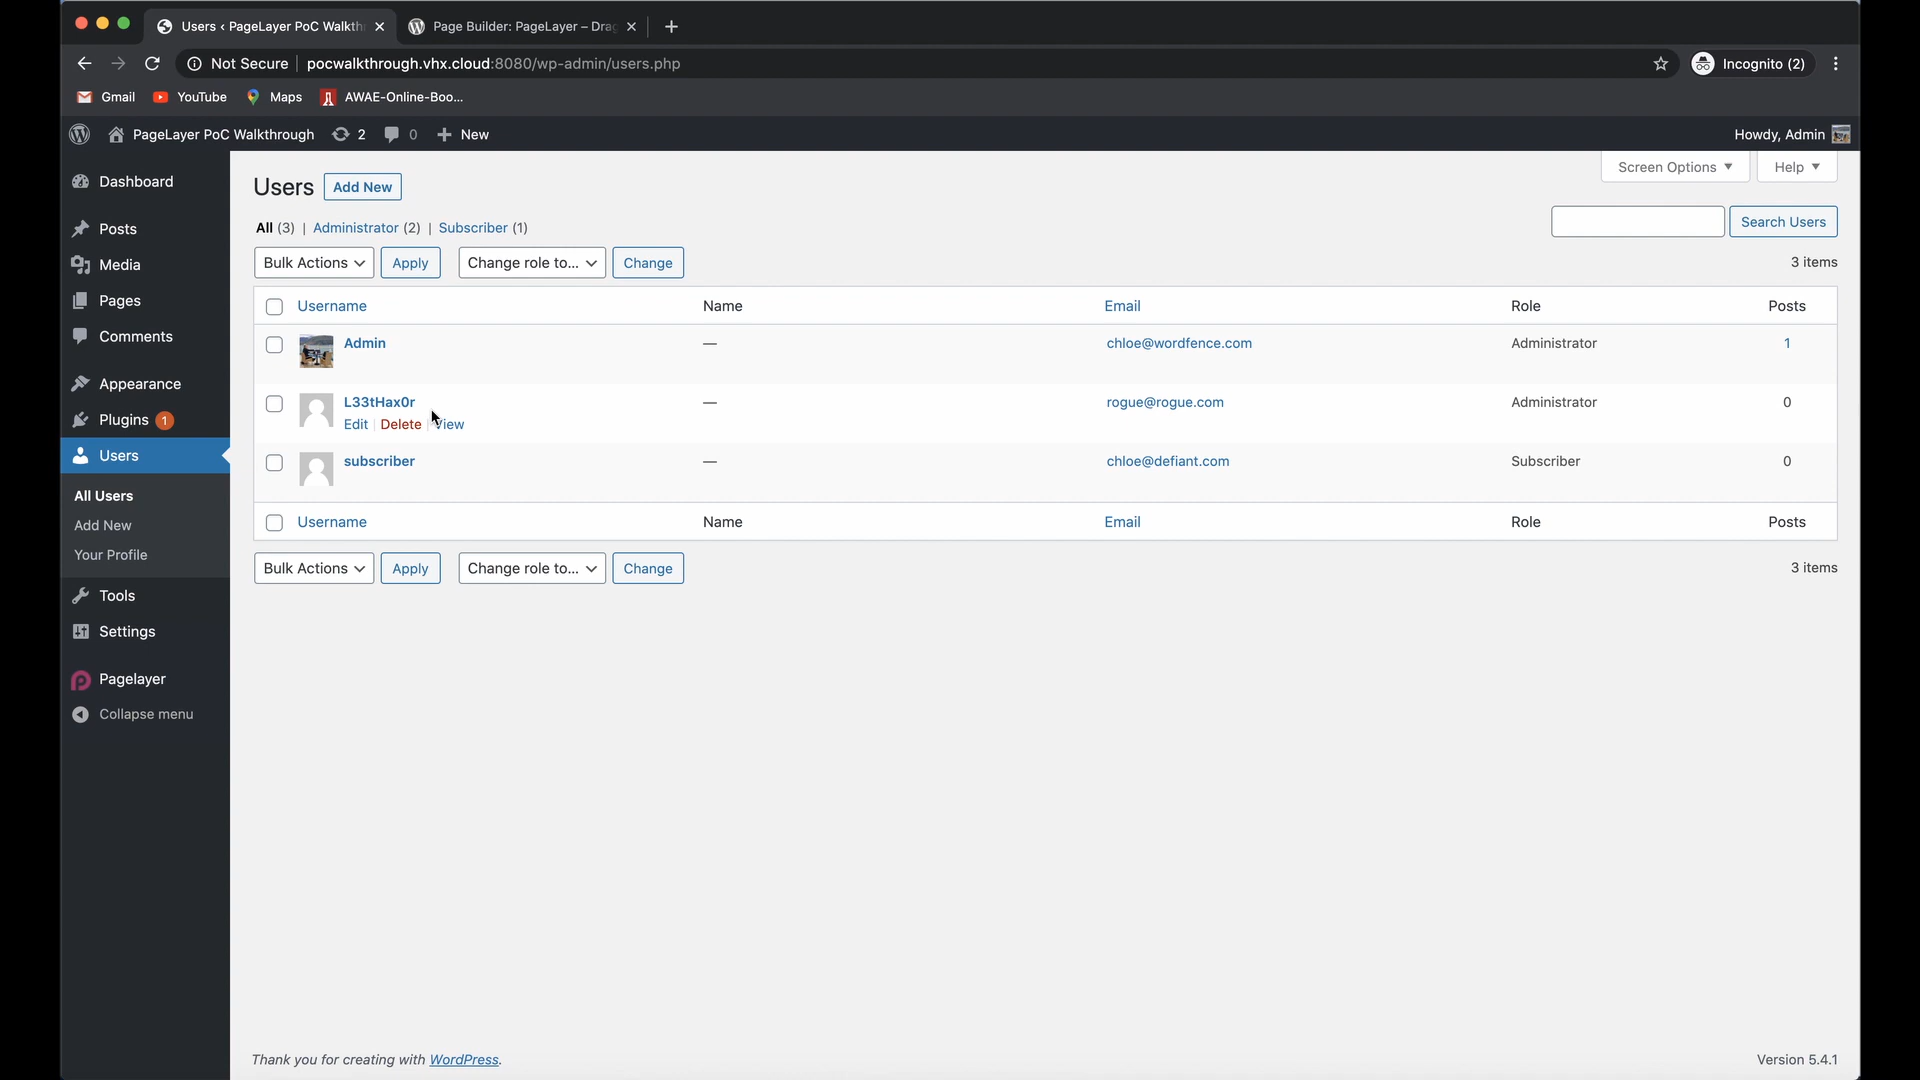 Users ‹ PageLayer PoC Walkth
Page Builder: PageLayer – Drag
Not Secure | pocwalkthrough.vhx.cloud:8080/wp-admin/users.php
Incognito (2)
Gmail YouTube Maps AWAE-Online-Boo...
PageLayer PoC Walkthrough 2 0 + New
Howdy, Admin
Dashboard
Posts
Media
Pages
Comments
Appearance
Plugins 1
Users
All Users
Add New
Your Profile
Tools
Settings
Pagelayer
Collapse menu
Screen Options Help
Users Add New
All (3) | Administrator (2) | Subscriber (1)
Search Users
Bulk Actions Apply Change role to... Change
3 items
Username Name Email Role Posts
Admin — chloe@wordfence.com Administrator 1
L33tHax0r — rogue@rogue.com Administrator 0
Edit | Delete | View
subscriber — chloe@defiant.com Subscriber 0
Username Name Email Role Posts
Bulk Actions Apply Change role to... Change
3 items
Thank you for creating with WordPress.
Version 5.4.1